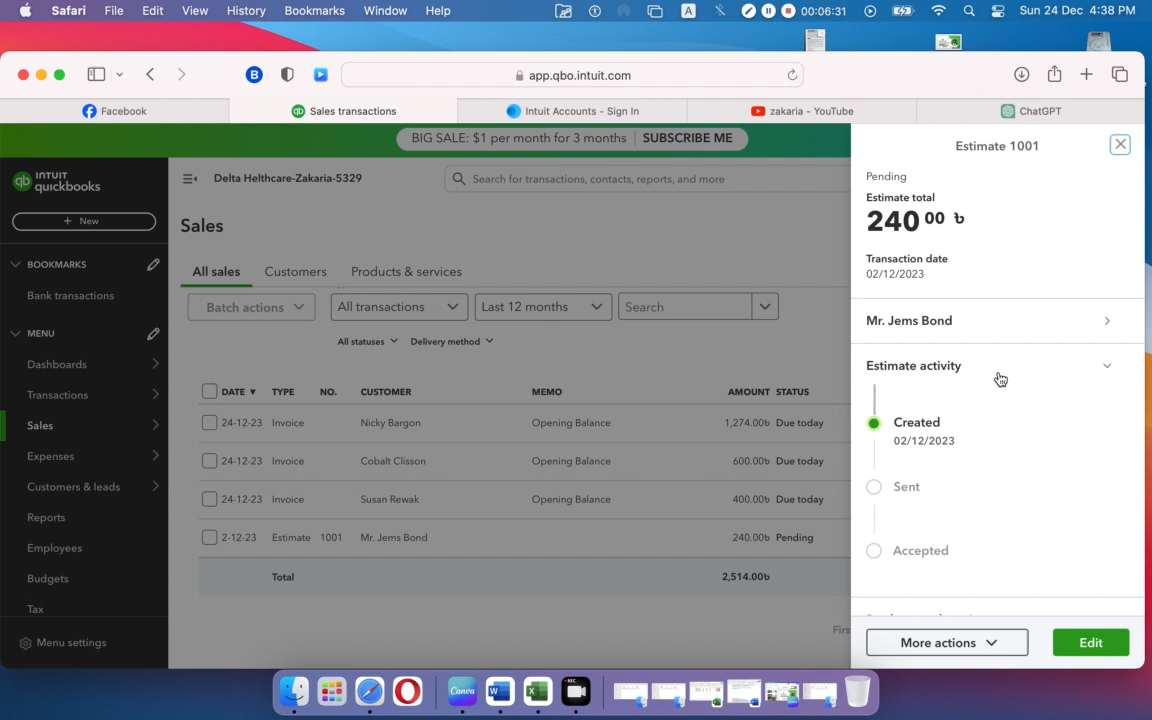 Safari File Edit View History Bookmarks Window Help A 00:06:31 Sun 24 Dec 4:38 PM
B app.qbo.intuit.com
Facebook qb Sales transactions Intuit Accounts - Sign In zakaria - YouTube ChatGPT
BIG SALE: $1 per month for 3 months SUBSCRIBE ME
Estimate 1001
qb INTUIT quickbooks
Delta Helthcare-Zakaria-5329
Search for transactions, contacts, reports, and more
+ New
BOOKMARKS
Bank transactions
MENU
Dashboards
Transactions
Sales
Expenses
Customers & leads
Reports
Employees
Budgets
Tax
Menu settings
Sales
All sales Customers Products & services
Batch actions All transactions Last 12 months Search
All statuses Delivery method
DATE ▼ TYPE NO. CUSTOMER MEMO AMOUNT STATUS
24-12-23 Invoice Nicky Bargon Opening Balance 1,274.00৳ Due today
24-12-23 Invoice Cobalt Clisson Opening Balance 600.00৳ Due today
24-12-23 Invoice Susan Rewak Opening Balance 400.00৳ Due today
2-12-23 Estimate 1001 Mr. Jems Bond 240.00৳ Pending
Total 2,514.00৳
Firs
Pending
Estimate total
240 00 ৳
Transaction date
02/12/2023
Mr. Jems Bond
Estimate activity
Created
02/12/2023
Sent
Accepted
More actions Edit
Canva W X REC